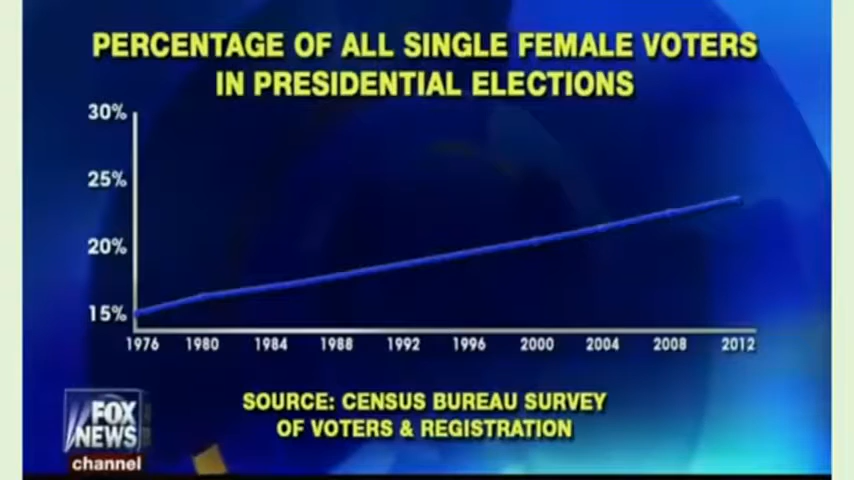 PERCENTAGE OF ALL SINGLE FEMALE VOTERS
IN PRESIDENTIAL ELECTIONS
30%
25%
20%
15%
1976 1980 1984 1988 1992 1996 2000 2004 2008 2012
SOURCE: CENSUS BUREAU SURVEY
OF VOTERS & REGISTRATION
FOX
NEWS
channel